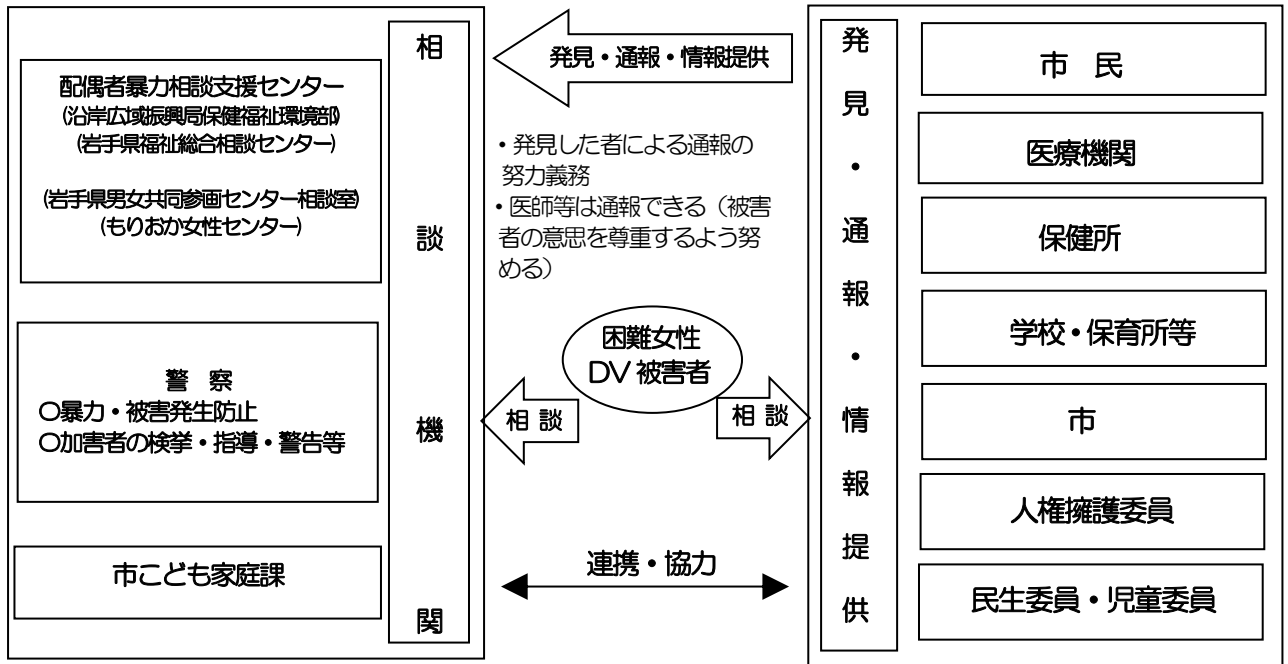 相談機関
配偶者暴力相談支援センター
(沿岸広域振興局保健福祉環境部)
(岩手県福祉総合相談センター)
(岩手県男女共同参画センター相談室)
(もりおか女性センター)
警 察
○暴力・被害発生防止
○加害者の検挙・指導・警告等
市こども家庭課
発見・通報・情報提供
・発見した者による通報の
努力義務
・医師等は通報できる（被害
者の意思を尊重するよう努
める）
困難女性
DV 被害者
相 談
相 談
連携・協力
発見・通報・情報提供
市 民
医療機関
保健所
学校・保育所等
市
人権擁護委員
民生委員・児童委員